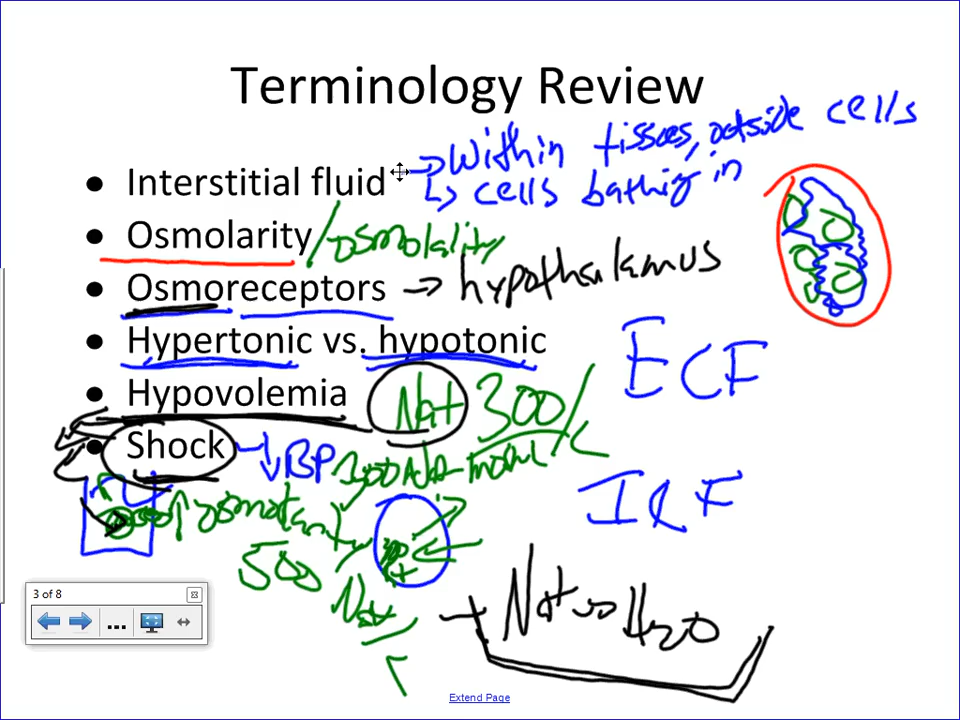 Terminology Review
• Interstitial fluid → within tissues, outside cells
↳ cells bathing in
• Osmolarity / osmolality
• Osmoreceptors → hypothalamus
• Hypertonic vs. hypotonic
ECF
• Hypovolemia
Na+ 300/L
• Shock → ↓BP
ICF
500
Na+
Na+ H2O
3 of 8
...
Extend Page